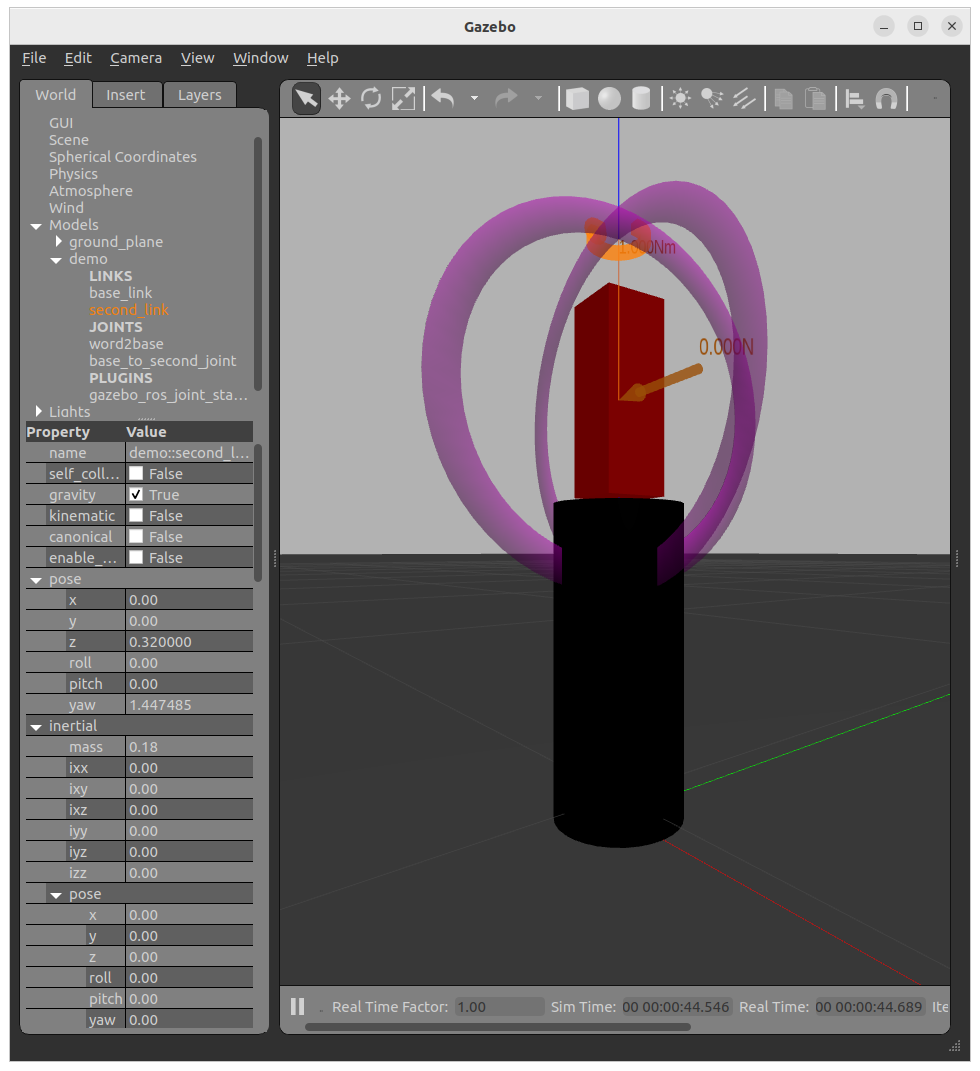 Gazebo
File Edit Camera View Window Help
World Insert Layers
GUI
Scene
Spherical Coordinates
Physics
Atmosphere
Wind
Models
ground_plane
demo
LINKS
base_link
second_link
JOINTS
word2base
base_to_second_joint
PLUGINS
gazebo_ros_joint_sta...
Lights
Property Value
name demo::second_l...
self_coll... False
gravity True
kinematic False
canonical False
enable_... False
pose
x 0.00
y 0.00
z 0.320000
roll 0.00
pitch 0.00
yaw 1.447485
inertial
mass 0.18
ixx 0.00
ixy 0.00
ixz 0.00
iyy 0.00
iyz 0.00
izz 0.00
pose
x 0.00
y 0.00
z 0.00
roll 0.00
pitch 0.00
yaw 0.00
0.000N
Real Time Factor: 1.00 Sim Time: 00 00:00:44.546 Real Time: 00 00:00:44.689 Ite